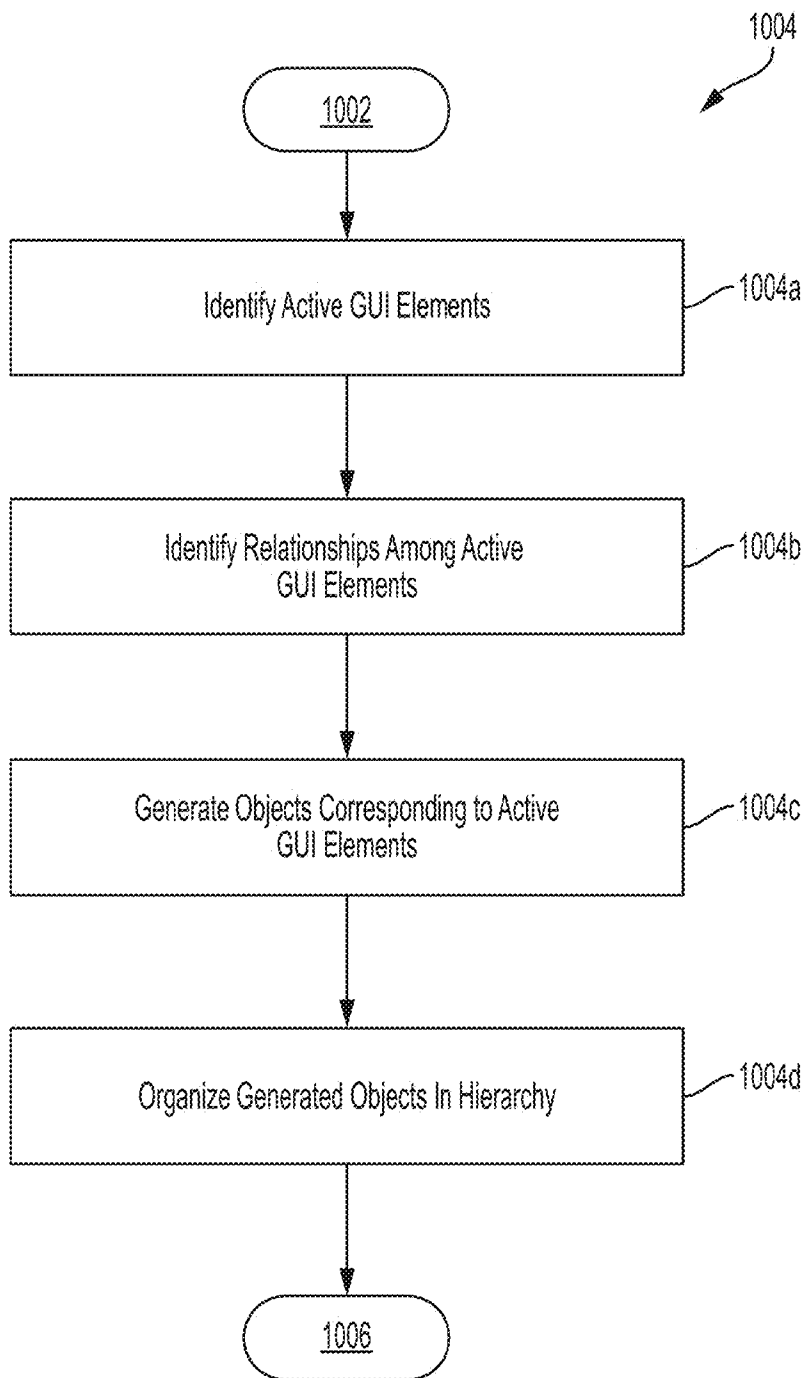 1004
1002
Identify Active GUI Elements
1004a
Identify Relationships Among Active
GUI Elements
1004b
Generate Objects Corresponding to Active
GUI Elements
1004c
Organize Generated Objects In Hierarchy
1004d
1006